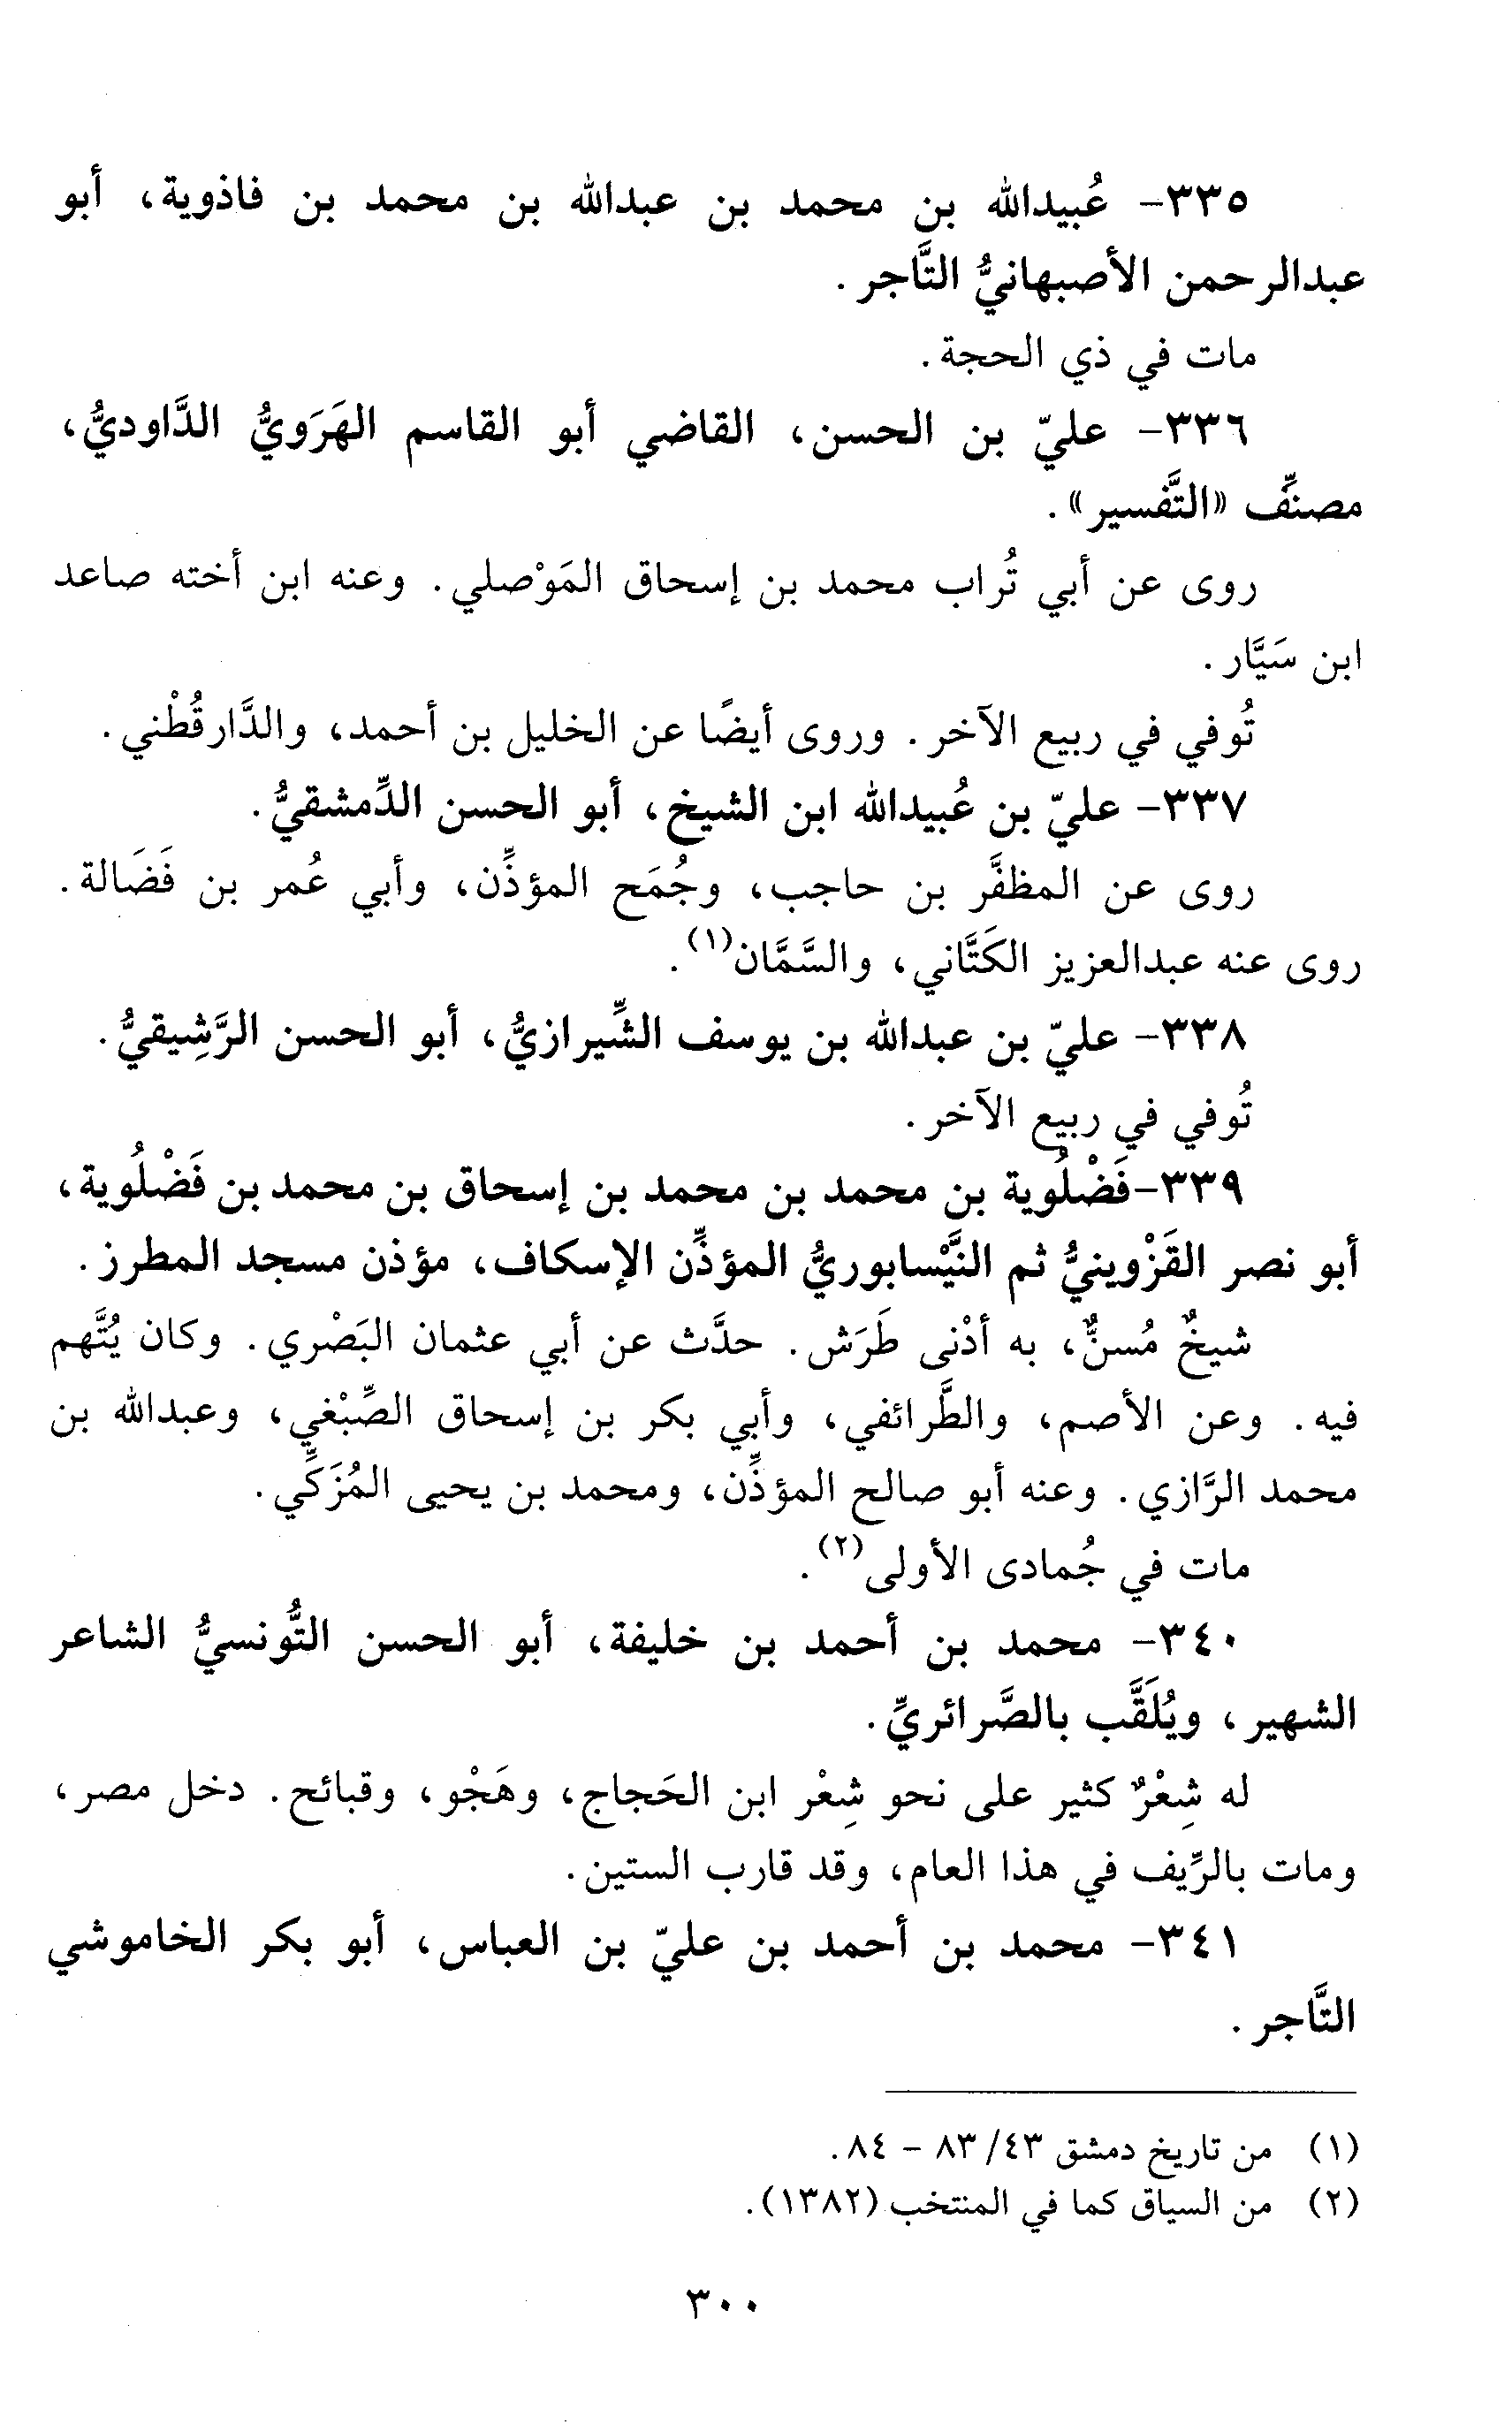 ٣٣٥- عُبيدالله بن محمد بن عبدالله بن محمد بن فاذوية، أبو
عبدالرحمن الأصبهانيُّ التَّاجر.
مات في ذي الحجة.
٣٣٦- عليّ بن الحسن، القاضي أبو القاسم الهَرَويُّ الدَّاوديُّ،
مصنِّف «التَّفسير».
روى عن أبي تُراب محمد بن إسحاق المَوْصلي. وعنه ابن أخته صاعد
ابن سَيَّار.
تُوفي في ربيع الآخر. وروى أيضًا عن الخليل بن أحمد، والدَّارقُطْني.
٣٣٧- عليّ بن عُبيدالله ابن الشيخ، أبو الحسن الدِّمشقيُّ.
روى عن المظفَّر بن حاجب، وجُمَح المؤذِّن، وأبي عُمر بن فَضَالة.
روى عنه عبدالعزيز الكَتَّاني، والسَّمَّان(١).
٣٣٨- عليّ بن عبدالله بن يوسف الشِّيرازيُّ، أبو الحسن الرَّشِيقيُّ.
تُوفي في ربيع الآخر.
٣٣٩-فَضْلُوية بن محمد بن محمد بن إسحاق بن محمد بن فَضْلُوية،
أبو نصر القَزْوينيُّ ثم النَّيْسابوريُّ المؤذِّن الإسكاف، مؤذن مسجد المطرز.
شيخٌ مُسنٌّ، به أدْنى طَرَش. حدَّث عن أبي عثمان البَصْري. وكان يُتَّهم
فيه. وعن الأصم، والطَّرائفي، وأبي بكر بن إسحاق الصِّبْغي، وعبدالله بن
محمد الرَّازي. وعنه أبو صالح المؤذِّن، ومحمد بن يحيى المُزَكِّي.
مات في جُمادى الأولى(٢).
٣٤٠- محمد بن أحمد بن خليفة، أبو الحسن التُّونسيُّ الشاعر
الشهير، ويُلَقَّب بالصَّرائريِّ.
له شِعْرٌ كثير على نحو شِعْر ابن الحَجاج، وهَجْو، وقبائح. دخل مصر،
ومات بالرِّيف في هذا العام، وقد قارب الستين.
٣٤١- محمد بن أحمد بن عليّ بن العباس، أبو بكر الخاموشي
التَّاجر.
(١) من تاريخ دمشق ٤٣/ ٨٣ - ٨٤.
(٢) من السياق كما في المنتخب (١٣٨٢).
٣٠٠